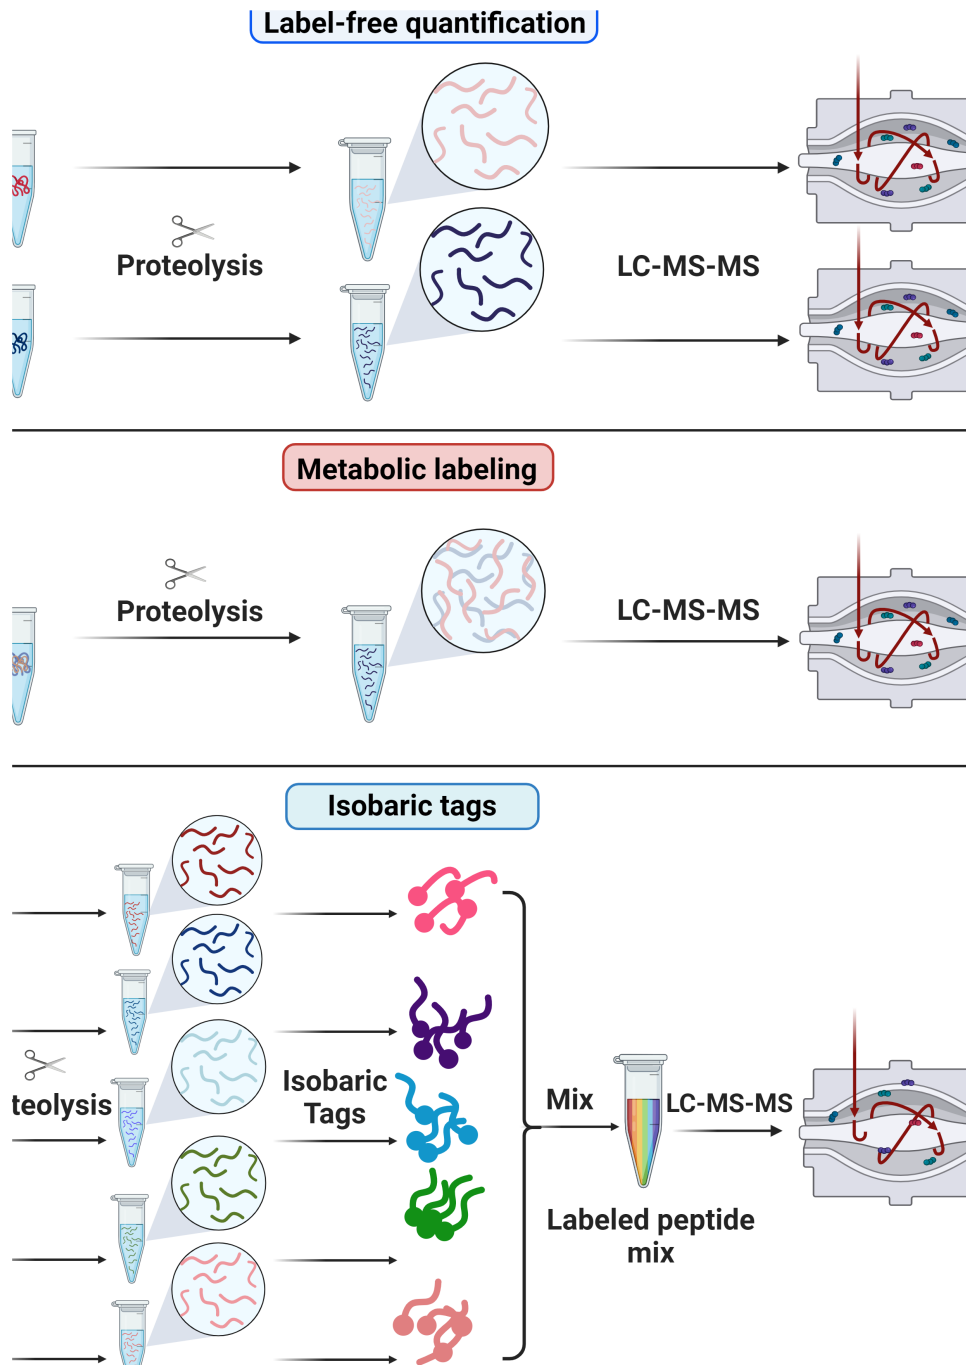 Label-free quantification
Proteolysis
LC-MS-MS
Metabolic labeling
Proteolysis
LC-MS-MS
Isobaric tags
teolysis
Isobaric
Tags
Mix
LC-MS-MS
Labeled peptide
mix